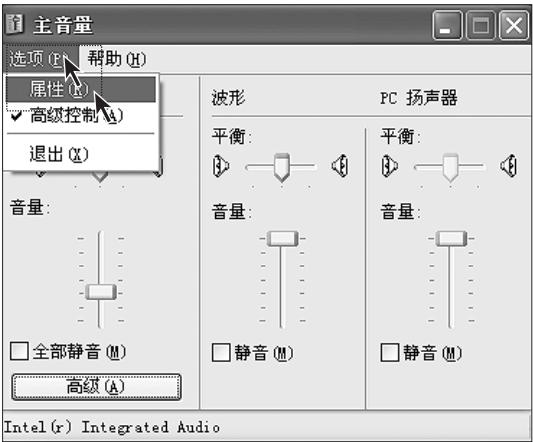 主音量
选项(P) 帮助(H)
属性(R)
高级控制(A)
退出(X)
波形
PC 扬声器
平衡:
平衡:
音量:
音量:
音量:
全部静音(M)
静音(M)
静音(M)
高级(A)
Intel(r) Integrated Audio